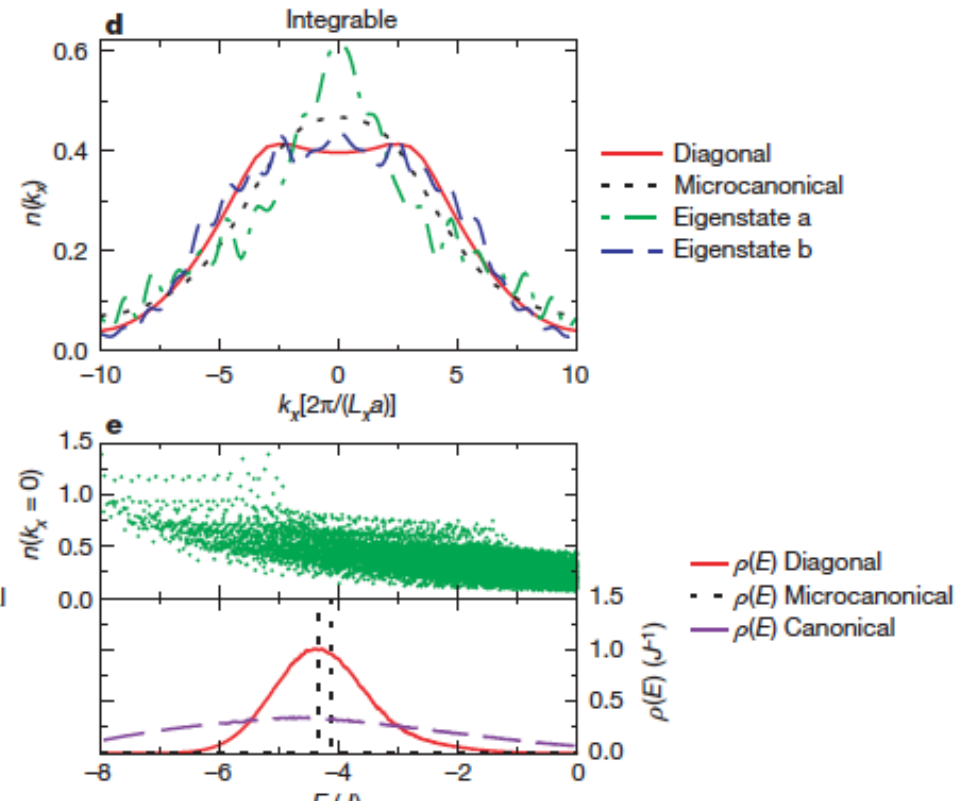 d
Integrable
0.6
0.4
0.2
0.0
n(kx)
−10
−5
0
5
10
kx[2π/(Lxa)]
Diagonal
Microcanonical
Eigenstate a
Eigenstate b
e
1.5
1.0
0.5
0.0
n(kx = 0)
1.5
1.0
0.5
0.0
ρ(E) (J-1)
−8
−6
−4
−2
0
ρ(E) Diagonal
ρ(E) Microcanonical
ρ(E) Canonical